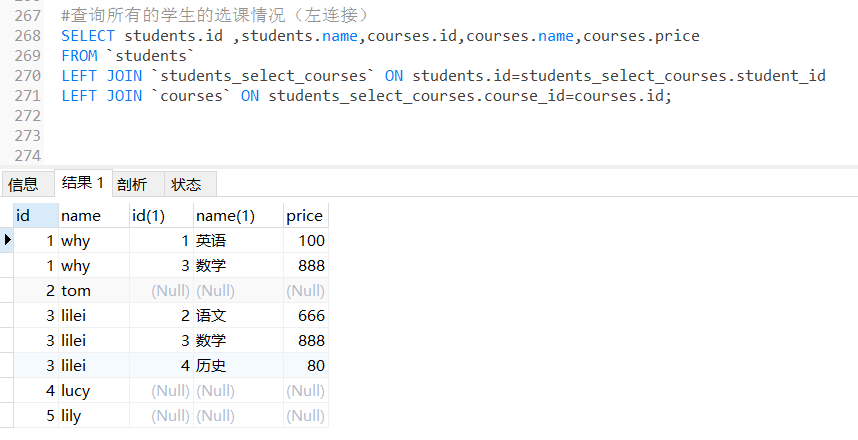 267 #查询所有的学生的选课情况（左连接）
268 SELECT students.id ,students.name,courses.id,courses.name,courses.price
269 FROM `students`
270 LEFT JOIN `students_select_courses` ON students.id=students_select_courses.student_id
271 LEFT JOIN `courses` ON students_select_courses.course_id=courses.id;
272
273
274
信息 结果 1 剖析 状态
id name id(1) name(1) price
1 why 1 英语 100
1 why 3 数学 888
2 tom (Null) (Null) (Null)
3 lilei 2 语文 666
3 lilei 3 数学 888
3 lilei 4 历史 80
4 lucy (Null) (Null) (Null)
5 lily (Null) (Null) (Null)